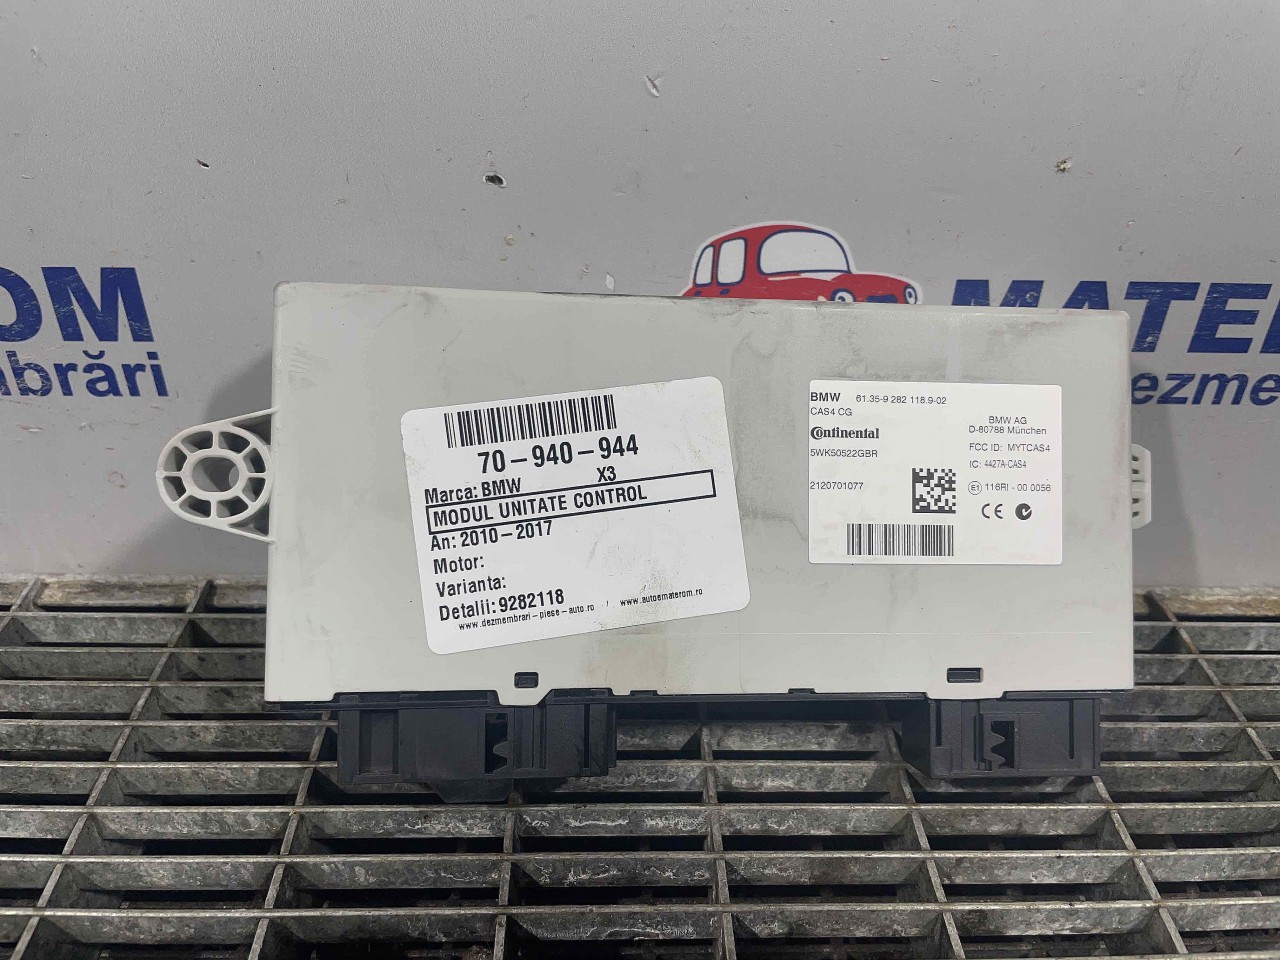 OM
mbrări
MATE
Dezme
70-940-944
Marca: BMW X3
MODUL UNITATE CONTROL
An: 2010-2017
Motor:
Varianta:
Detalii: 9282118
www.dezmembrari-piese-auto.ro / www.autoematerom.ro
BMW 61.35-9 282 118.9-02
CAS4 CG
Continental
5WK50522GBR
2120701077
BMW AG
D-80788 München
FCC ID: MYTCAS4
IC: 4427A-CAS4
E1 116RI-00 0056
CE